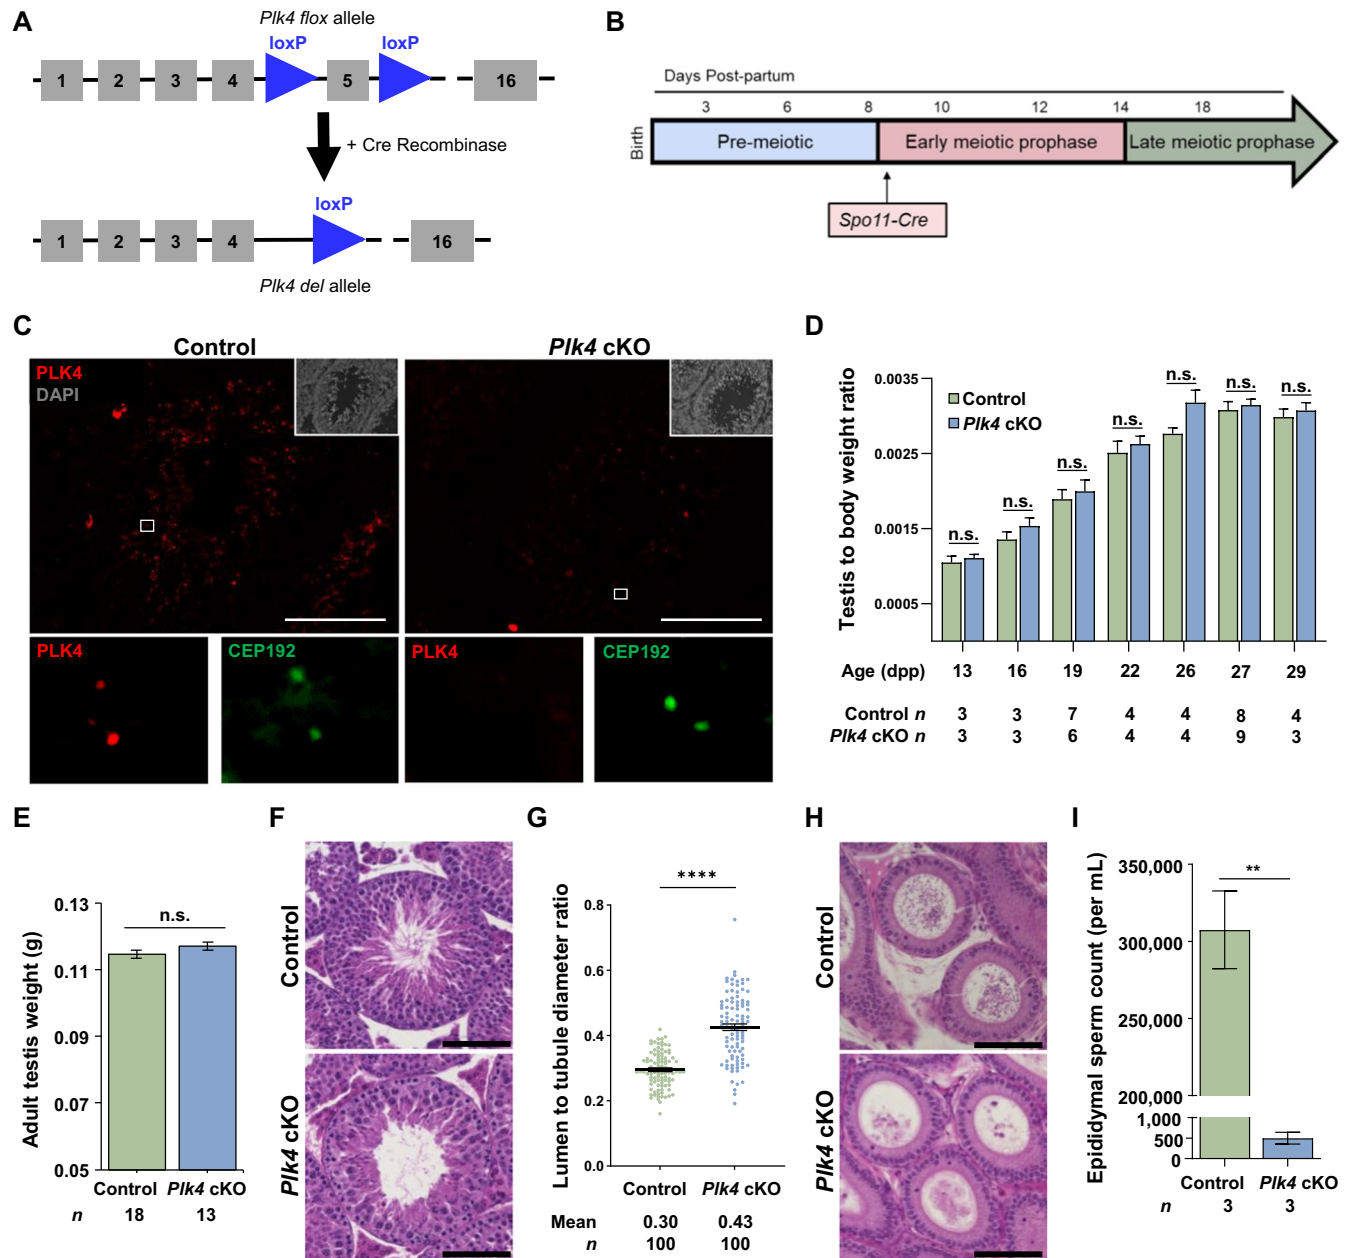 A
Plk4 flox allele
loxP loxP
1 2 3 4 5 16
+ Cre Recombinase
loxP
1 2 3 4 16
Plk4 del allele
B
Days Post-partum
3 6 8 10 12 14 18
Birth
Pre-meiotic Early meiotic prophase Late meiotic prophase
Spo11-Cre
C
Control Plk4 cKO
PLK4
DAPI
PLK4 CEP192 PLK4 CEP192
D
Testis to body weight ratio
0.0035
0.0025
0.0015
0.0005
Control
Plk4 cKO
n.s. n.s. n.s. n.s. n.s. n.s. n.s.
Age (dpp) 13 16 19 22 26 27 29
Control n 3 3 7 4 4 8 4
Plk4 cKO n 3 3 6 4 4 9 3
E
Adult testis weight (g)
0.13
0.11
0.09
0.07
0.05
n.s.
Control Plk4 cKO
n 18 13
F
Control
Plk4 cKO
G
Lumen to tubule diameter ratio
****
0.8
0.6
0.4
0.2
0.0
Control Plk4 cKO
Mean 0.30 0.43
n 100 100
H
Control
Plk4 cKO
I
Epididymal sperm count (per mL)
350,000
300,000
250,000
200,000
1,000
500
0
**
Control Plk4 cKO
n 3 3